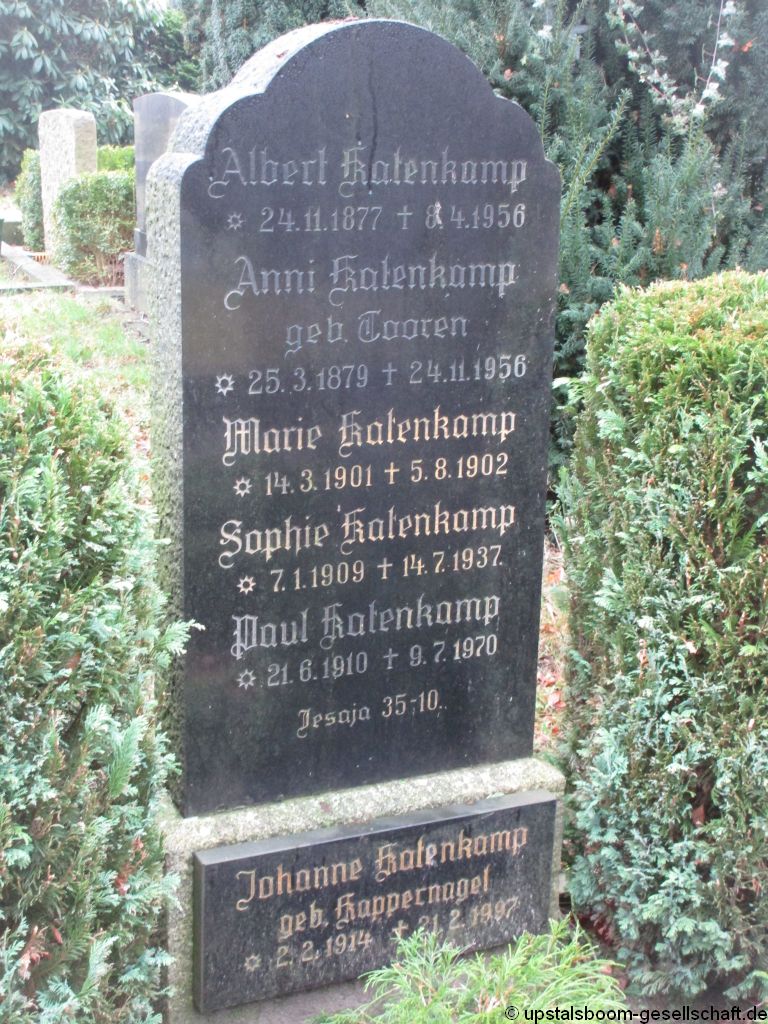 Albert Katenkamp
✵ 24.11.1877 † 8.4.1956
Anni Katenkamp
geb. Tooren
✵ 25.3.1879 † 24.11.1956
Marie Katenkamp
✵ 14.3.1901 † 5.8.1902
Sophie Katenkamp
✵ 7.1.1909 † 14.7.1937.
Paul Katenkamp
✵ 21.6.1910 † 9.7.1970
Jesaja 35-10.
Johanne Katenkamp
geb. Kappernagel
✵ 2.2.1914 † 21.2.1997
© upstalsboom-gesellschaft.de